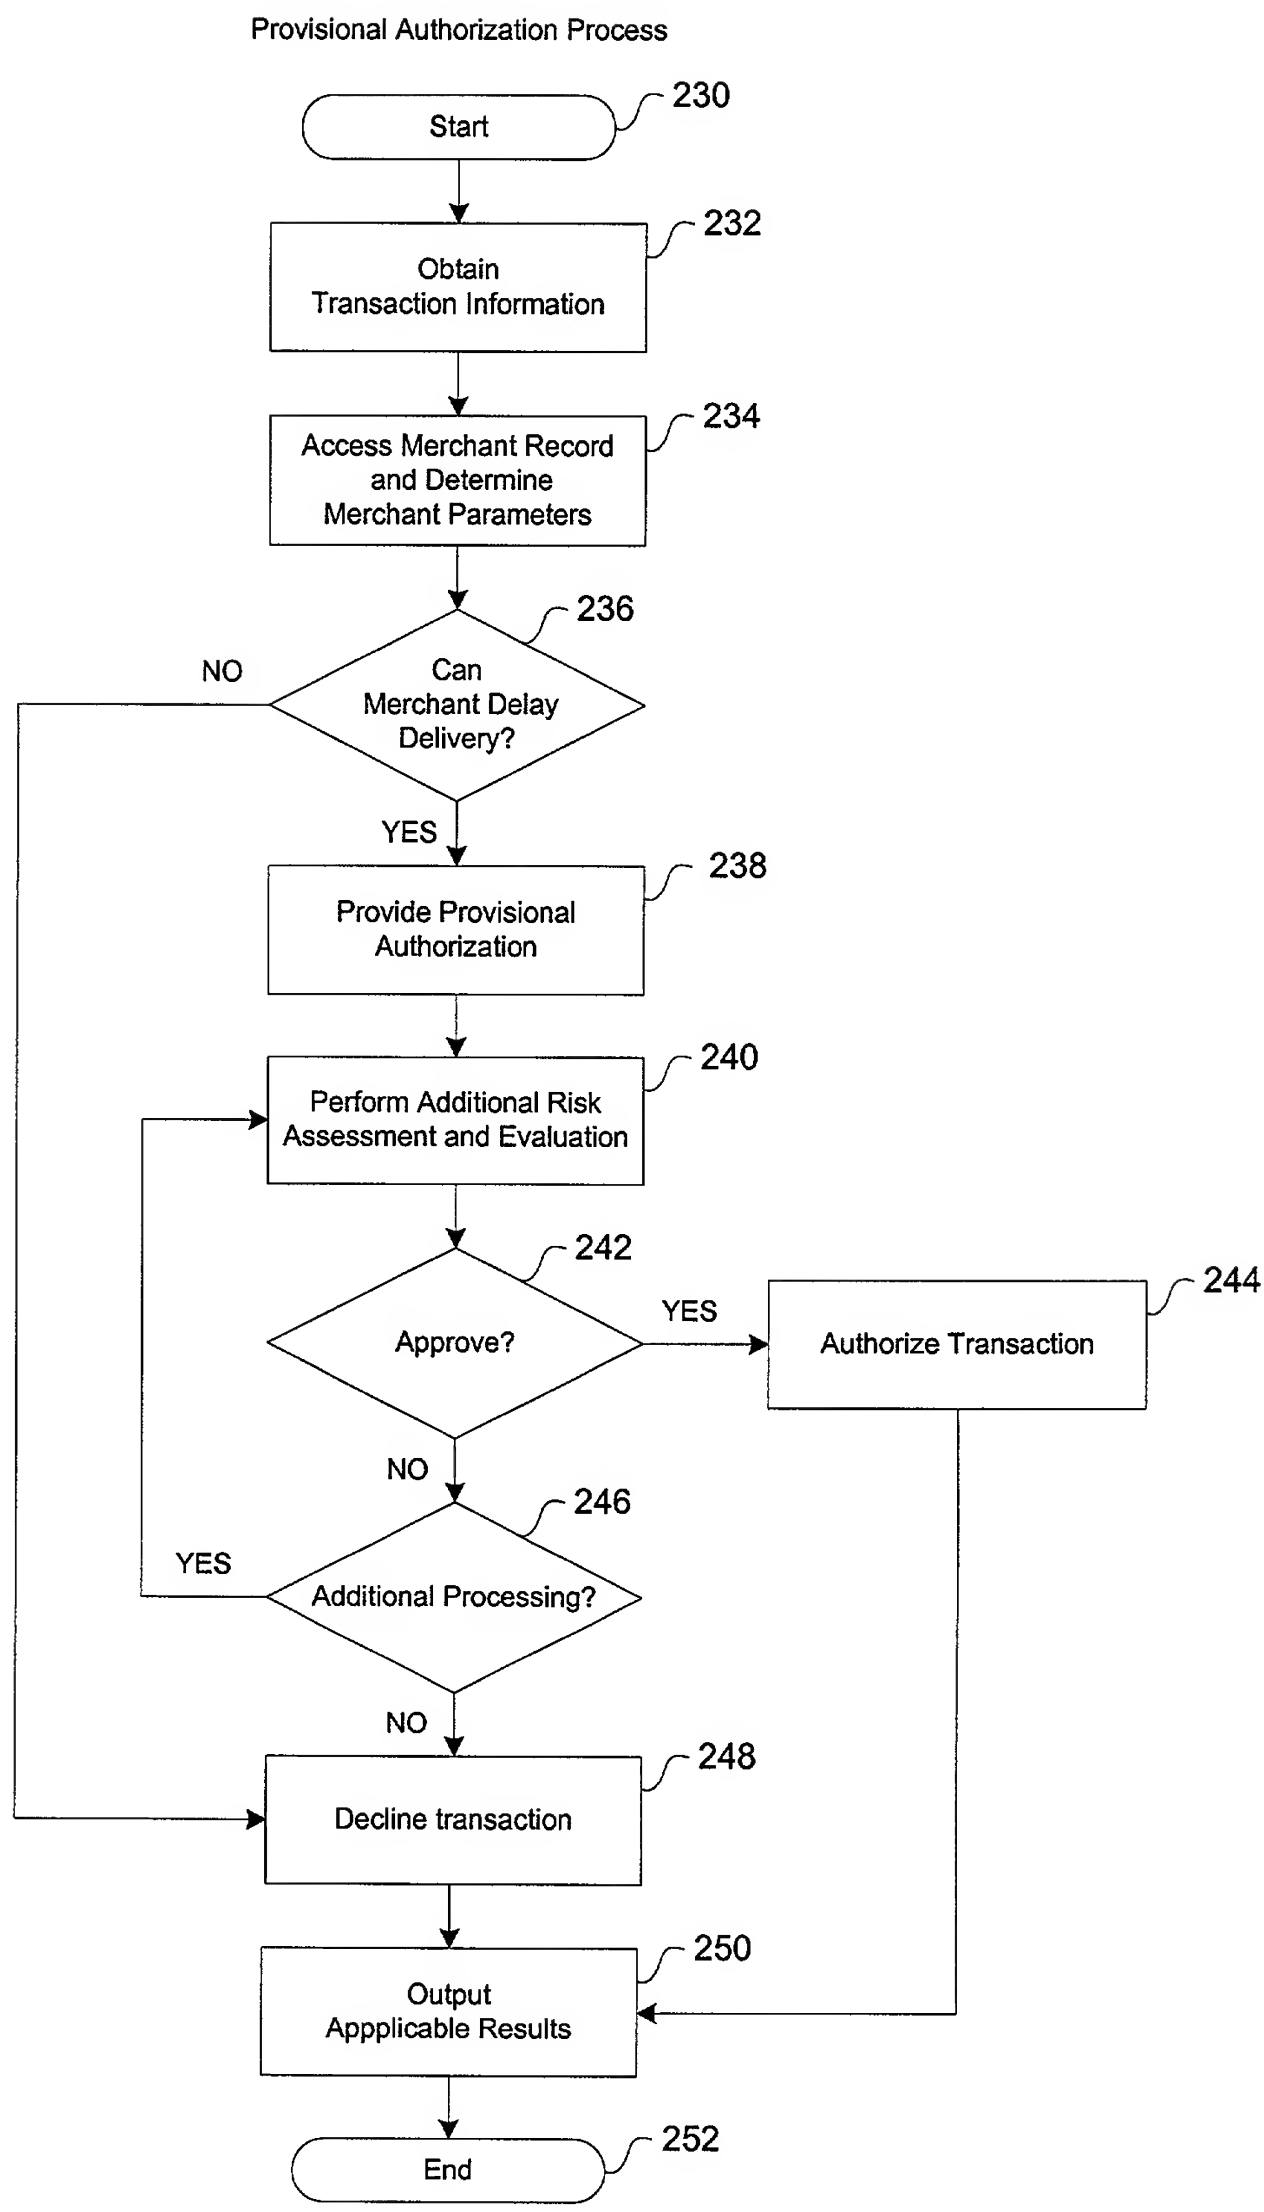 Provisional Authorization Process
230
Start
232
Obtain
Transaction Information
234
Access Merchant Record
and Determine
Merchant Parameters
236
NO
Can
Merchant Delay
Delivery?
YES
238
Provide Provisional
Authorization
240
Perform Additional Risk
Assessment and Evaluation
242
244
YES
Approve?
Authorize Transaction
NO
246
YES
Additional Processing?
NO
248
Decline transaction
250
Output
Appplicable Results
252
End